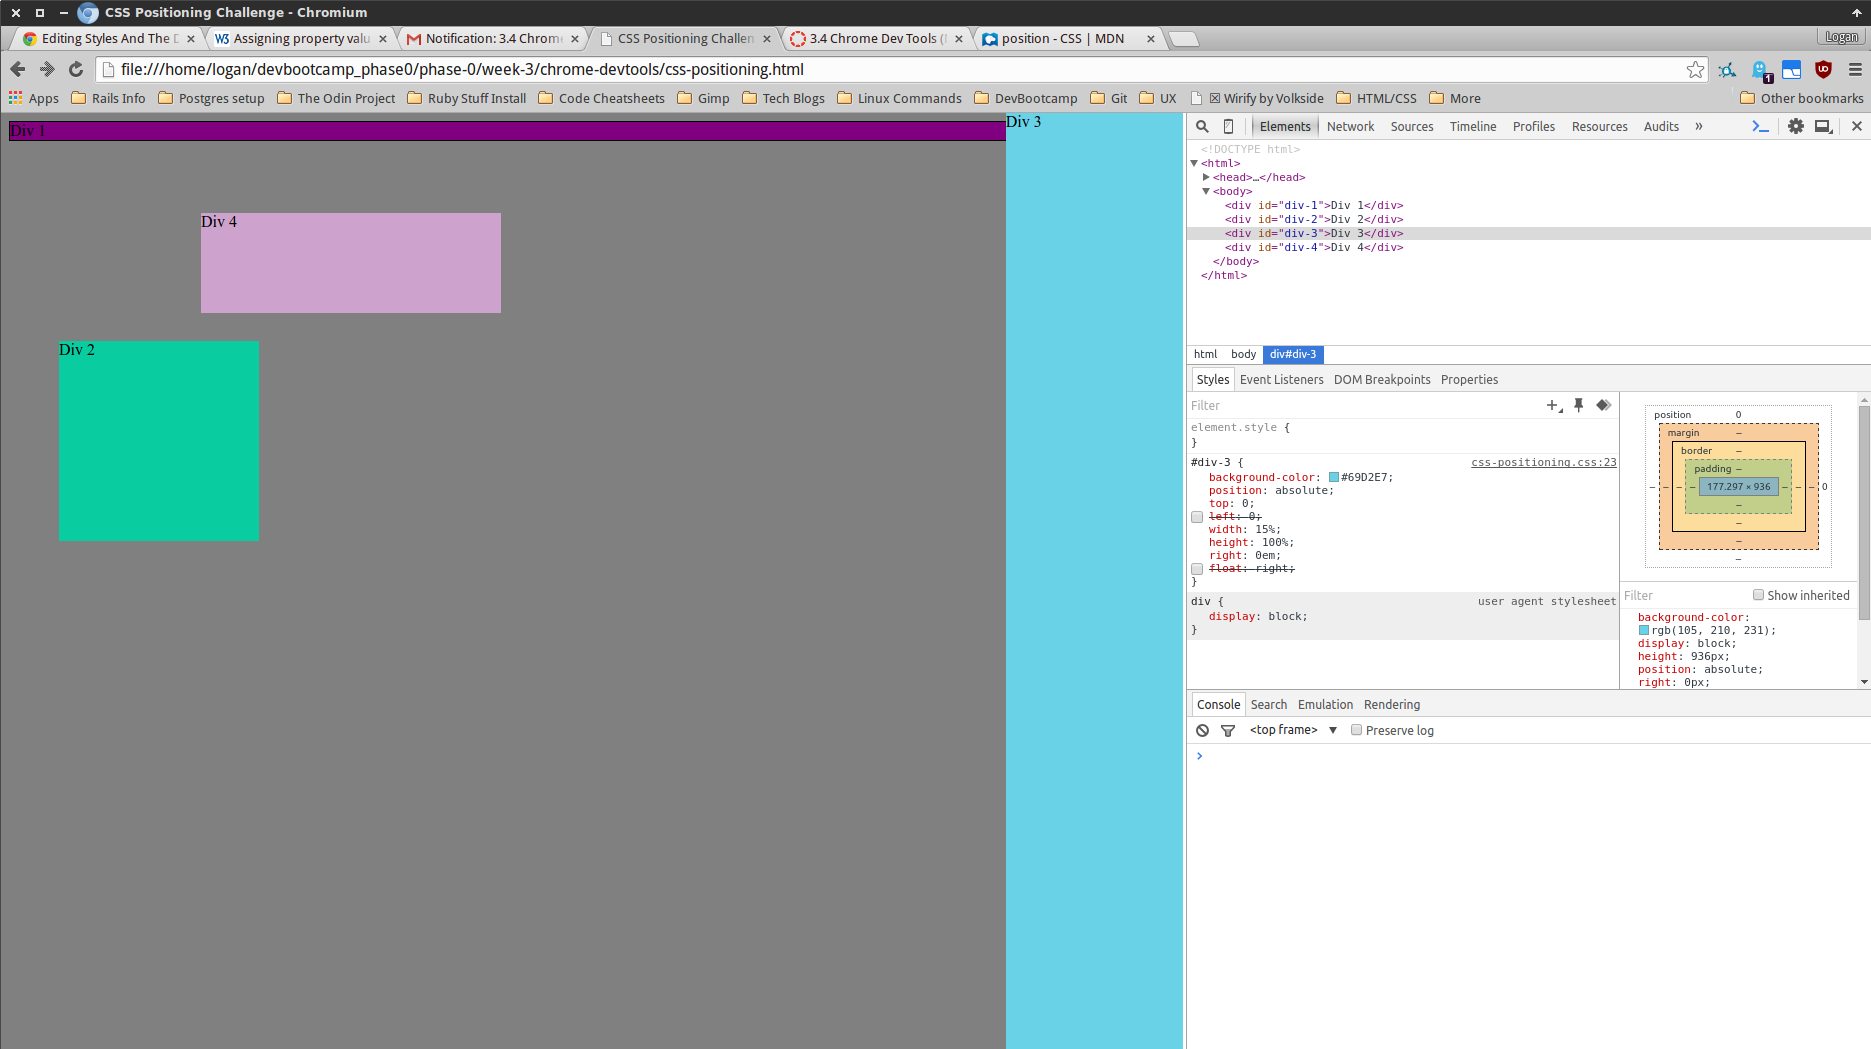 CSS Positioning Challenge - Chromium
Editing Styles And The D
Assigning property valu
Notification: 3.4 Chrome
CSS Positioning Challen
3.4 Chrome Dev Tools (
position - CSS | MDN
Logan
file:///home/logan/devbootcamp_phase0/phase-0/week-3/chrome-devtools/css-positioning.html
1
Apps Rails Info Postgres setup The Odin Project Ruby Stuff Install Code Cheatsheets Gimp Tech Blogs Linux Commands DevBootcamp Git UX Wirify by Volkside HTML/CSS More Other bookmarks
Div 1
Div 3
Div 4
Div 2
Elements Network Sources Timeline Profiles Resources Audits »
<!DOCTYPE html>
<html>
<head>…</head>
<body>
<div id="div-1">Div 1</div>
<div id="div-2">Div 2</div>
<div id="div-3">Div 3</div>
<div id="div-4">Div 4</div>
</body>
</html>
html body div#div-3
Styles Event Listeners DOM Breakpoints Properties
Filter
element.style {
}
#div-3 { css-positioning.css:23
background-color: #69D2E7;
position: absolute;
top: 0;
left: 0;
width: 15%;
height: 100%;
right: 0em;
float: right;
}
div { user agent stylesheet
display: block;
}
position 0
margin –
border –
padding –
– – – – 177.297 × 936 – – – 0
–
–
–
–
Filter Show inherited
background-color:
rgb(105, 210, 231);
display: block;
height: 936px;
position: absolute;
right: 0px;
Console Search Emulation Rendering
<top frame> ▼ Preserve log
>